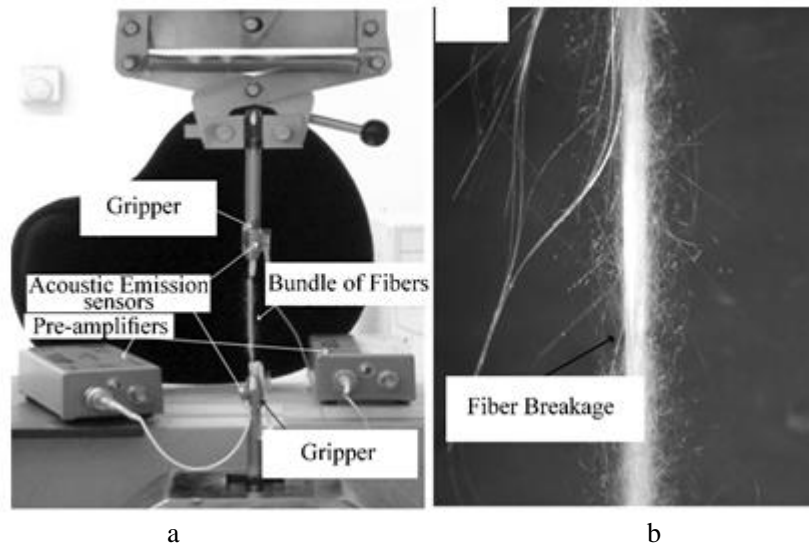 Gripper
Acoustic Emission
sensors
Bundle of Fibers
Pre-amplifiers
Fiber Breakage
Gripper
a
b